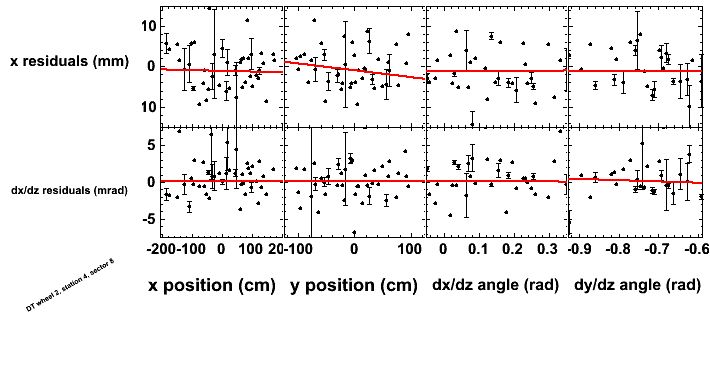 10
x residuals (mm)
0
10
5
dx/dz residuals (mrad)
0
-5
-200 -100 0 100 20 -100 0 100 0 0.1 0.2 0.3 -0.9 -0.8 -0.7 -0.6
x position (cm) y position (cm) dx/dz angle (rad) dy/dz angle (rad)
DT wheel 2, station 4, sector 8